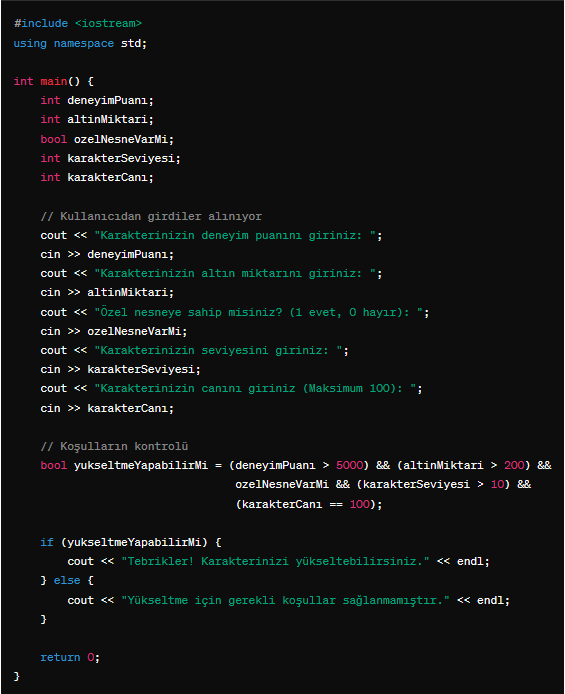 #include <iostream>
using namespace std;
int main() {
int deneyimPuanı;
int altinMiktari;
bool ozelNesneVarMi;
int karakterSeviyesi;
int karakterCanı;
// Kullanıcıdan girdiler alınıyor
cout << "Karakterinizin deneyim puanını giriniz: ";
cin >> deneyimPuanı;
cout << "Karakterinizin altın miktarını giriniz: ";
cin >> altinMiktari;
cout << "Özel nesneye sahip misiniz? (1 evet, 0 hayır): ";
cin >> ozelNesneVarMi;
cout << "Karakterinizin seviyesini giriniz: ";
cin >> karakterSeviyesi;
cout << "Karakterinizin canını giriniz (Maksimum 100): ";
cin >> karakterCanı;
// Koşulların kontrolü
bool yukseltmeYapabilirMi = (deneyimPuanı > 5000) && (altinMiktari > 200) &&
ozelNesneVarMi && (karakterSeviyesi > 10) &&
(karakterCanı == 100);
if (yukseltmeYapabilirMi) {
cout << "Tebrikler! Karakterinizi yükseltebilirsiniz." << endl;
} else {
cout << "Yükseltme için gerekli koşullar sağlanmamıştır." << endl;
}
return 0;
}